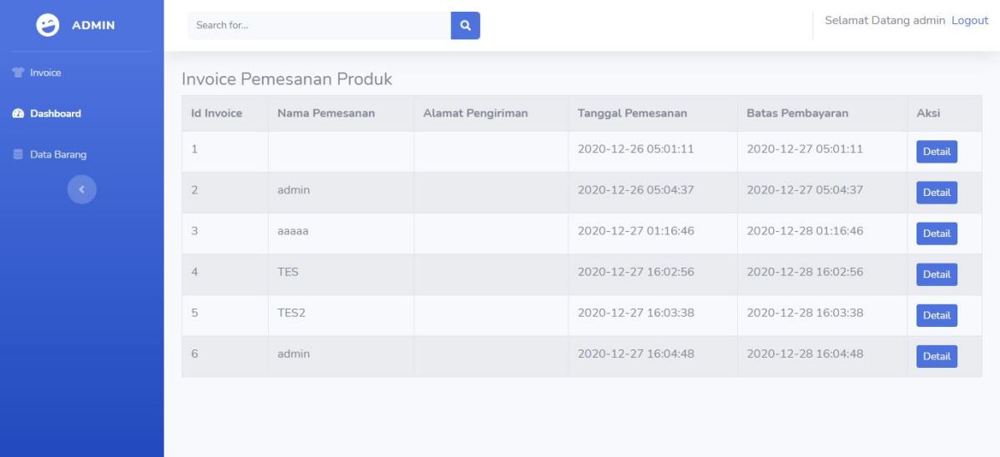 ADMIN
Search for...
Selamat Datang admin Logout
Invoice
Dashboard
Data Barang
Invoice Pemesanan Produk
Id Invoice Nama Pemesanan Alamat Pengiriman Tanggal Pemesanan Batas Pembayaran Aksi
1 2020-12-26 05:01:11 2020-12-27 05:01:11 Detail
2 admin 2020-12-26 05:04:37 2020-12-27 05:04:37 Detail
3 aaaaa 2020-12-27 01:16:46 2020-12-28 01:16:46 Detail
4 TES 2020-12-27 16:02:56 2020-12-28 16:02:56 Detail
5 TES2 2020-12-27 16:03:38 2020-12-28 16:03:38 Detail
6 admin 2020-12-27 16:04:48 2020-12-28 16:04:48 Detail